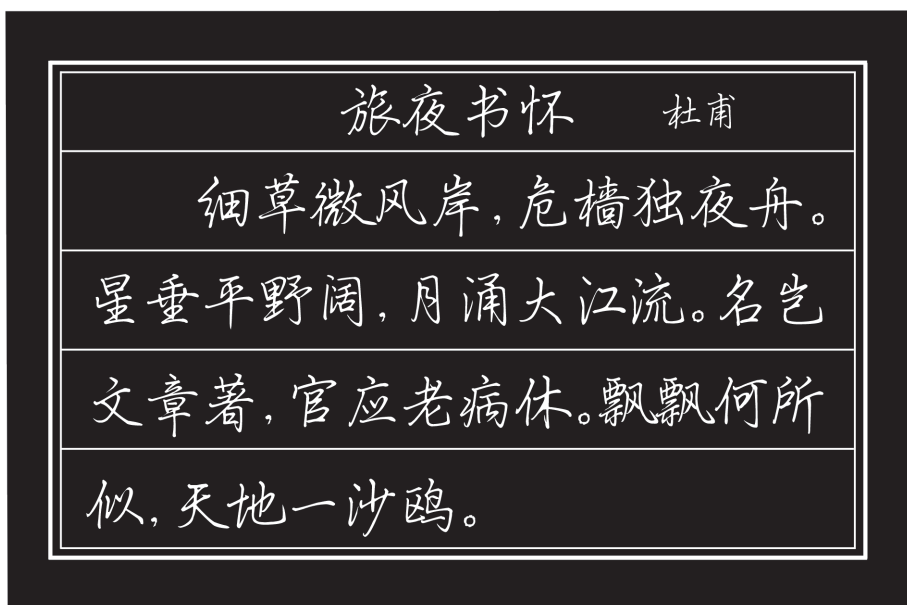 旅夜书怀 杜甫
细草微风岸,危樯独夜舟。
星垂平野阔,月涌大江流。名岂
文章著,官应老病休。飘飘何所
似,天地一沙鸥。